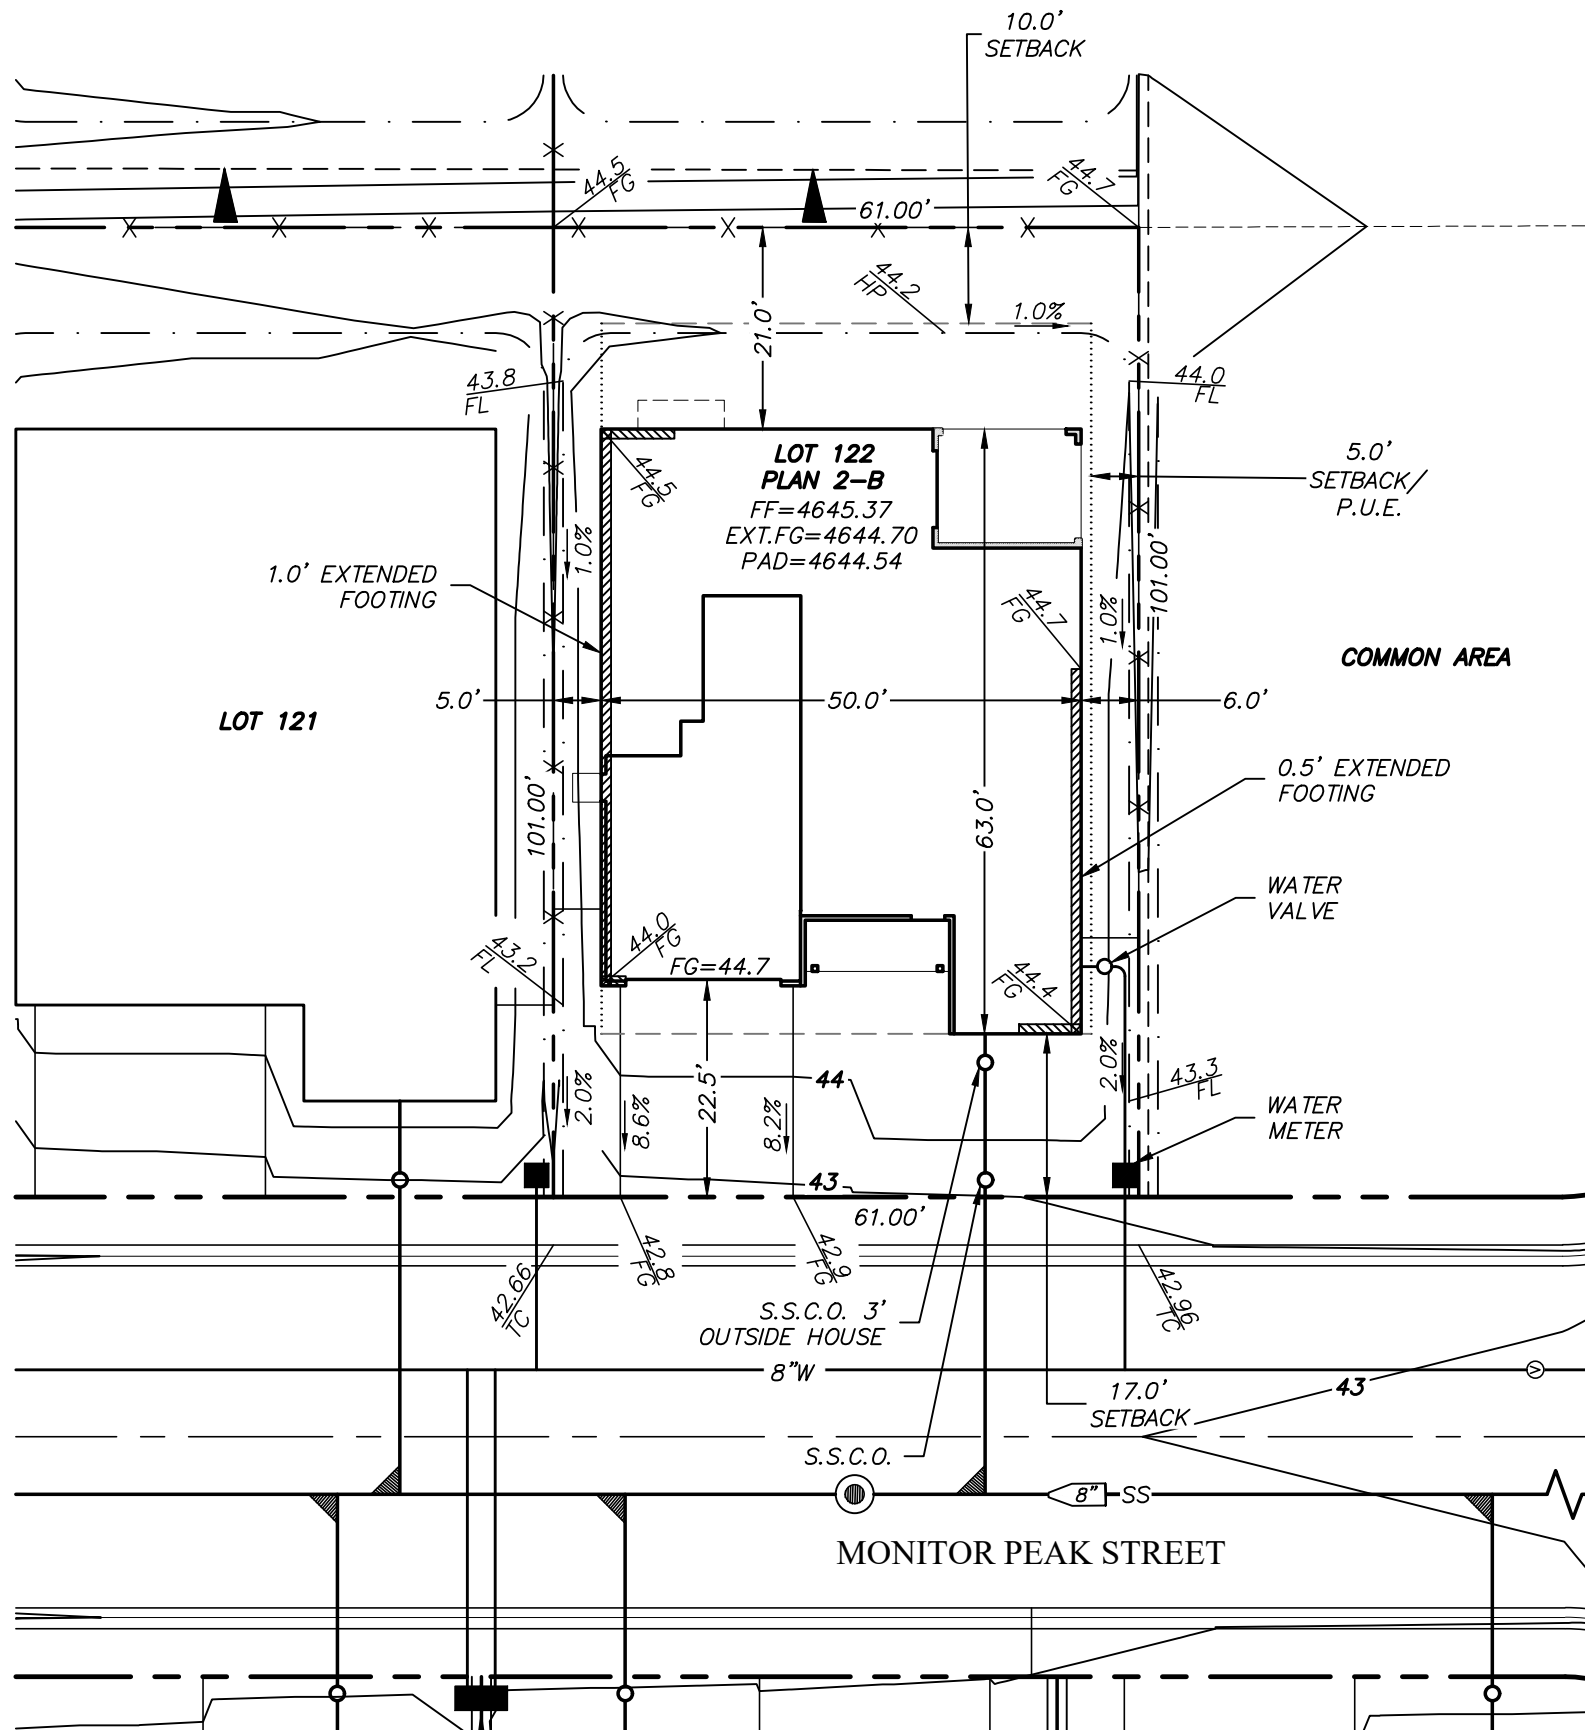 10.0'
SETBACK
44.5
FG
44.7
FG
61.00'
44.2
HP
1.0%
21.0'
43.8
FL
44.0
FL
5.0'
SETBACK/
P.U.E.
LOT 122
PLAN 2-B
FF=4645.37
EXT.FG=4644.70
PAD=4644.54
44.5
FG
1.0%
1.0' EXTENDED
FOOTING
44.7
FG
1.0%
101.00'
COMMON AREA
LOT 121
5.0'
50.0'
6.0'
101.00'
63.0'
0.5' EXTENDED
FOOTING
WATER
VALVE
43.2
FL
44.0
FG
FG=44.7
44.4
FG
2.0%
8.6%
22.5'
8.2%
44
2.0%
43.3
FL
WATER
METER
43
61.00'
42.66
TC
42.8
FG
42.9
FG
42.96
TC
S.S.C.O. 3'
OUTSIDE HOUSE
8"W
17.0'
SETBACK
43
S.S.C.O.
8"
SS
MONITOR PEAK STREET